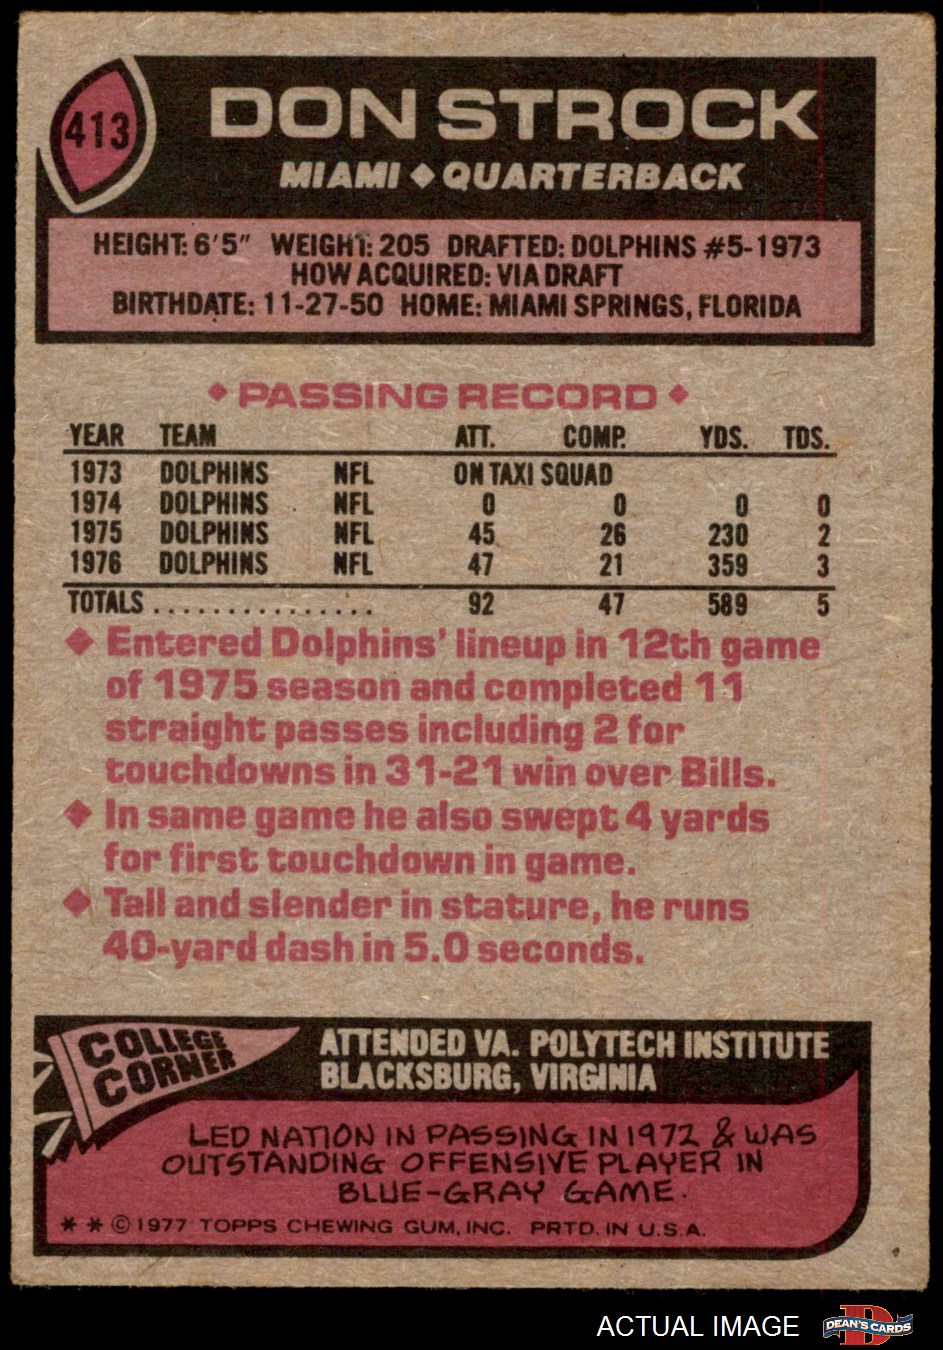 413
DON STROCK
MIAMI ◆ QUARTERBACK
HEIGHT: 6'5" WEIGHT: 205 DRAFTED: DOLPHINS #5-1973
HOW ACQUIRED: VIA DRAFT
BIRTHDATE: 11-27-50 HOME: MIAMI SPRINGS, FLORIDA
◆ PASSING RECORD ◆
YEAR TEAM ATT. COMP. YDS. TDS.
1973 DOLPHINS NFL ON TAXI SQUAD
1974 DOLPHINS NFL 0 0 0 0
1975 DOLPHINS NFL 45 26 230 2
1976 DOLPHINS NFL 47 21 359 3
TOTALS ................ 92 47 589 5
◆ Entered Dolphins' lineup in 12th game
of 1975 season and completed 11
straight passes including 2 for
touchdowns in 31-21 win over Bills.
◆ In same game he also swept 4 yards
for first touchdown in game.
◆ Tall and slender in stature, he runs
40-yard dash in 5.0 seconds.
COLLEGE
CORNER
ATTENDED VA. POLYTECH INSTITUTE
BLACKSBURG, VIRGINIA
LED NATION IN PASSING IN 1972 & WAS
OUTSTANDING OFFENSIVE PLAYER IN
BLUE-GRAY GAME.
* * © 1977 TOPPS CHEWING GUM, INC. PRTD. IN U.S.A.
ACTUAL IMAGE
D
DEAN'S CARDS